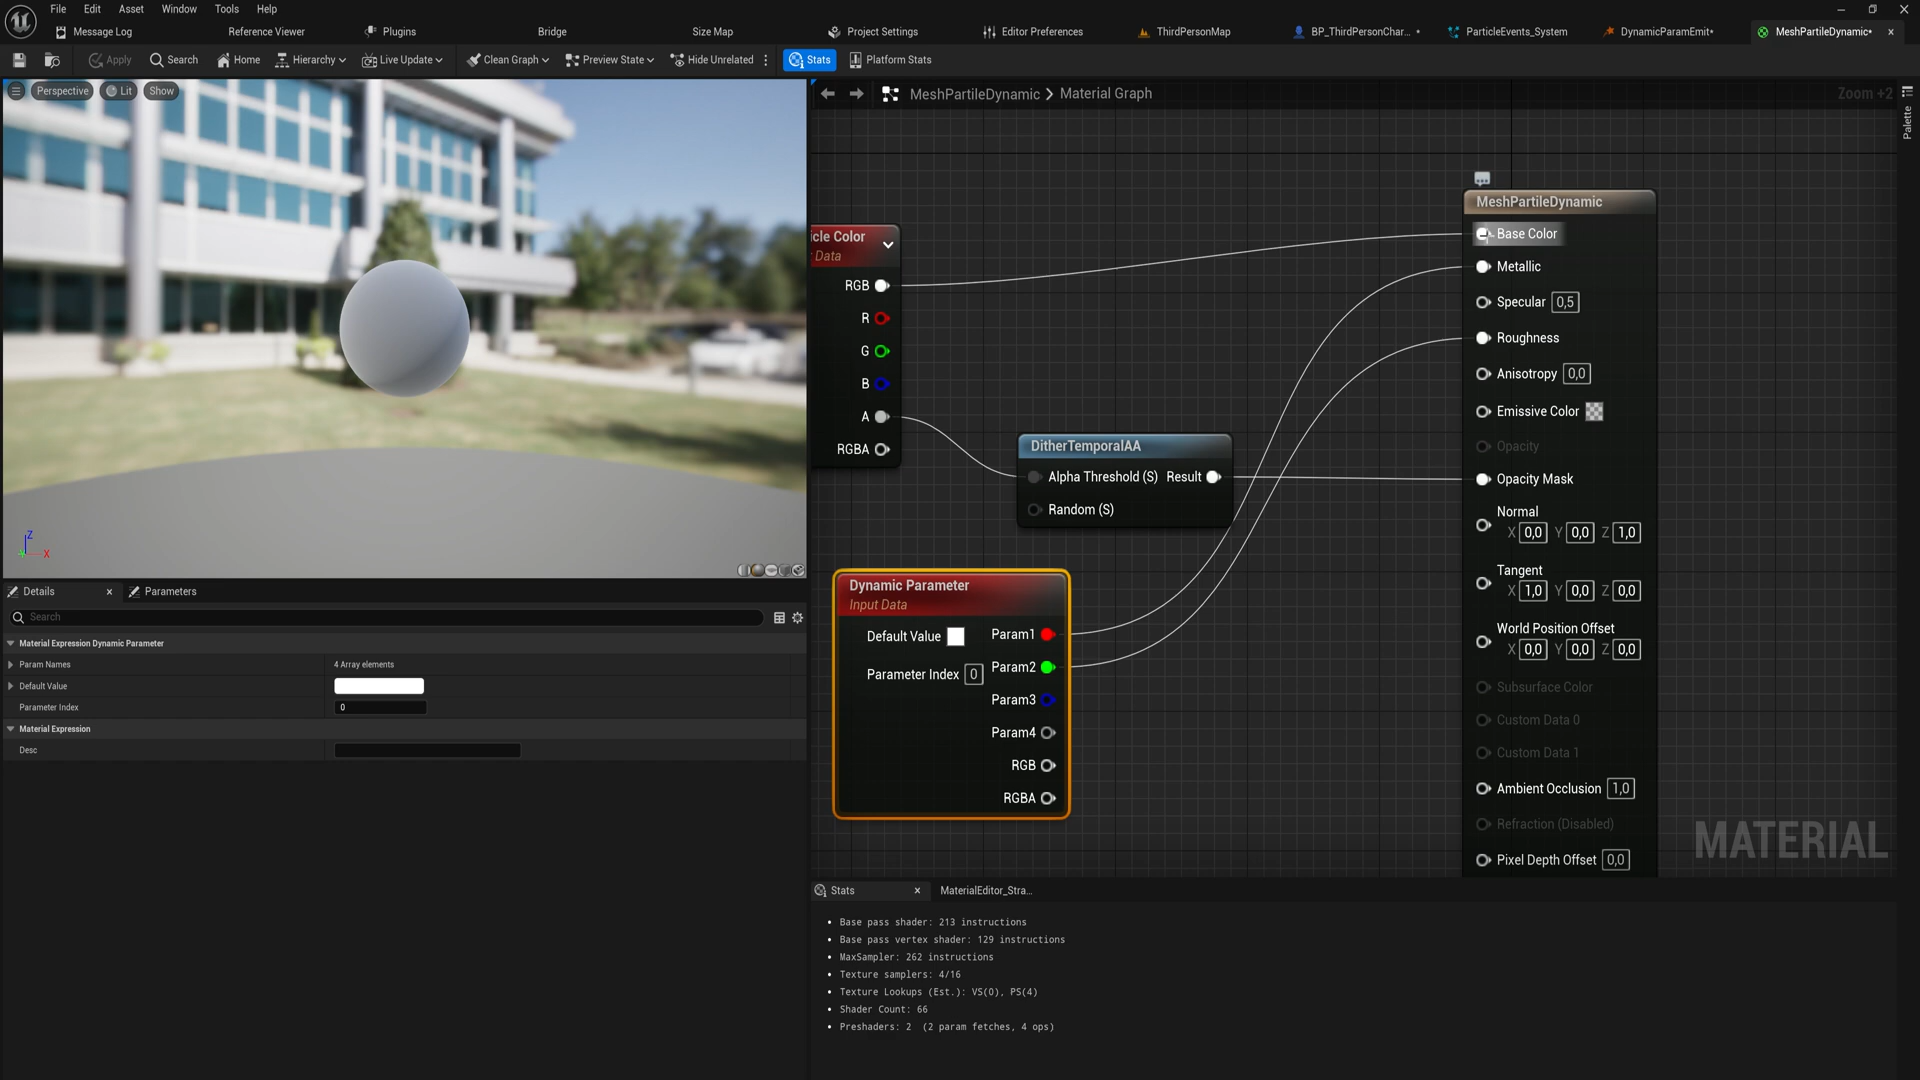 File Edit Asset Window Tools Help
Message Log Reference Viewer Plugins Bridge Size Map Project Settings Editor Preferences ThirdPersonMap BP_ThirdPersonChar... • ParticleEvents_System DynamicParamEmit* MeshPartileDynamic*
Apply Search Home Hierarchy Live Update Clean Graph Preview State Hide Unrelated Stats Platform Stats
Perspective Lit Show
MeshPartileDynamic > Material Graph
Zoom +2
Palette
icle Color
Data
RGB
R
G
B
A
RGBA
DitherTemporalAA
Alpha Threshold (S) Result
Random (S)
Dynamic Parameter
Input Data
Default Value
Parameter Index 0
Param1
Param2
Param3
Param4
RGB
RGBA
MeshPartileDynamic
Base Color
Metallic
Specular 0,5
Roughness
Anisotropy 0,0
Emissive Color
Opacity
Opacity Mask
Normal
X 0,0 Y 0,0 Z 1,0
Tangent
X 1,0 Y 0,0 Z 0,0
World Position Offset
X 0,0 Y 0,0 Z 0,0
Subsurface Color
Custom Data 0
Custom Data 1
Ambient Occlusion 1,0
Refraction (Disabled)
Pixel Depth Offset 0,0
MATERIAL
Z
X
Details Parameters
Search
Material Expression Dynamic Parameter
Param Names 4 Array elements
Default Value
Parameter Index 0
Material Expression
Desc
Stats MaterialEditor_Stra...
• Base pass shader: 213 instructions
• Base pass vertex shader: 129 instructions
• MaxSampler: 262 instructions
• Texture samplers: 4/16
• Texture Lookups (Est.): VS(0), PS(4)
• Shader Count: 66
• Preshaders: 2 (2 param fetches, 4 ops)